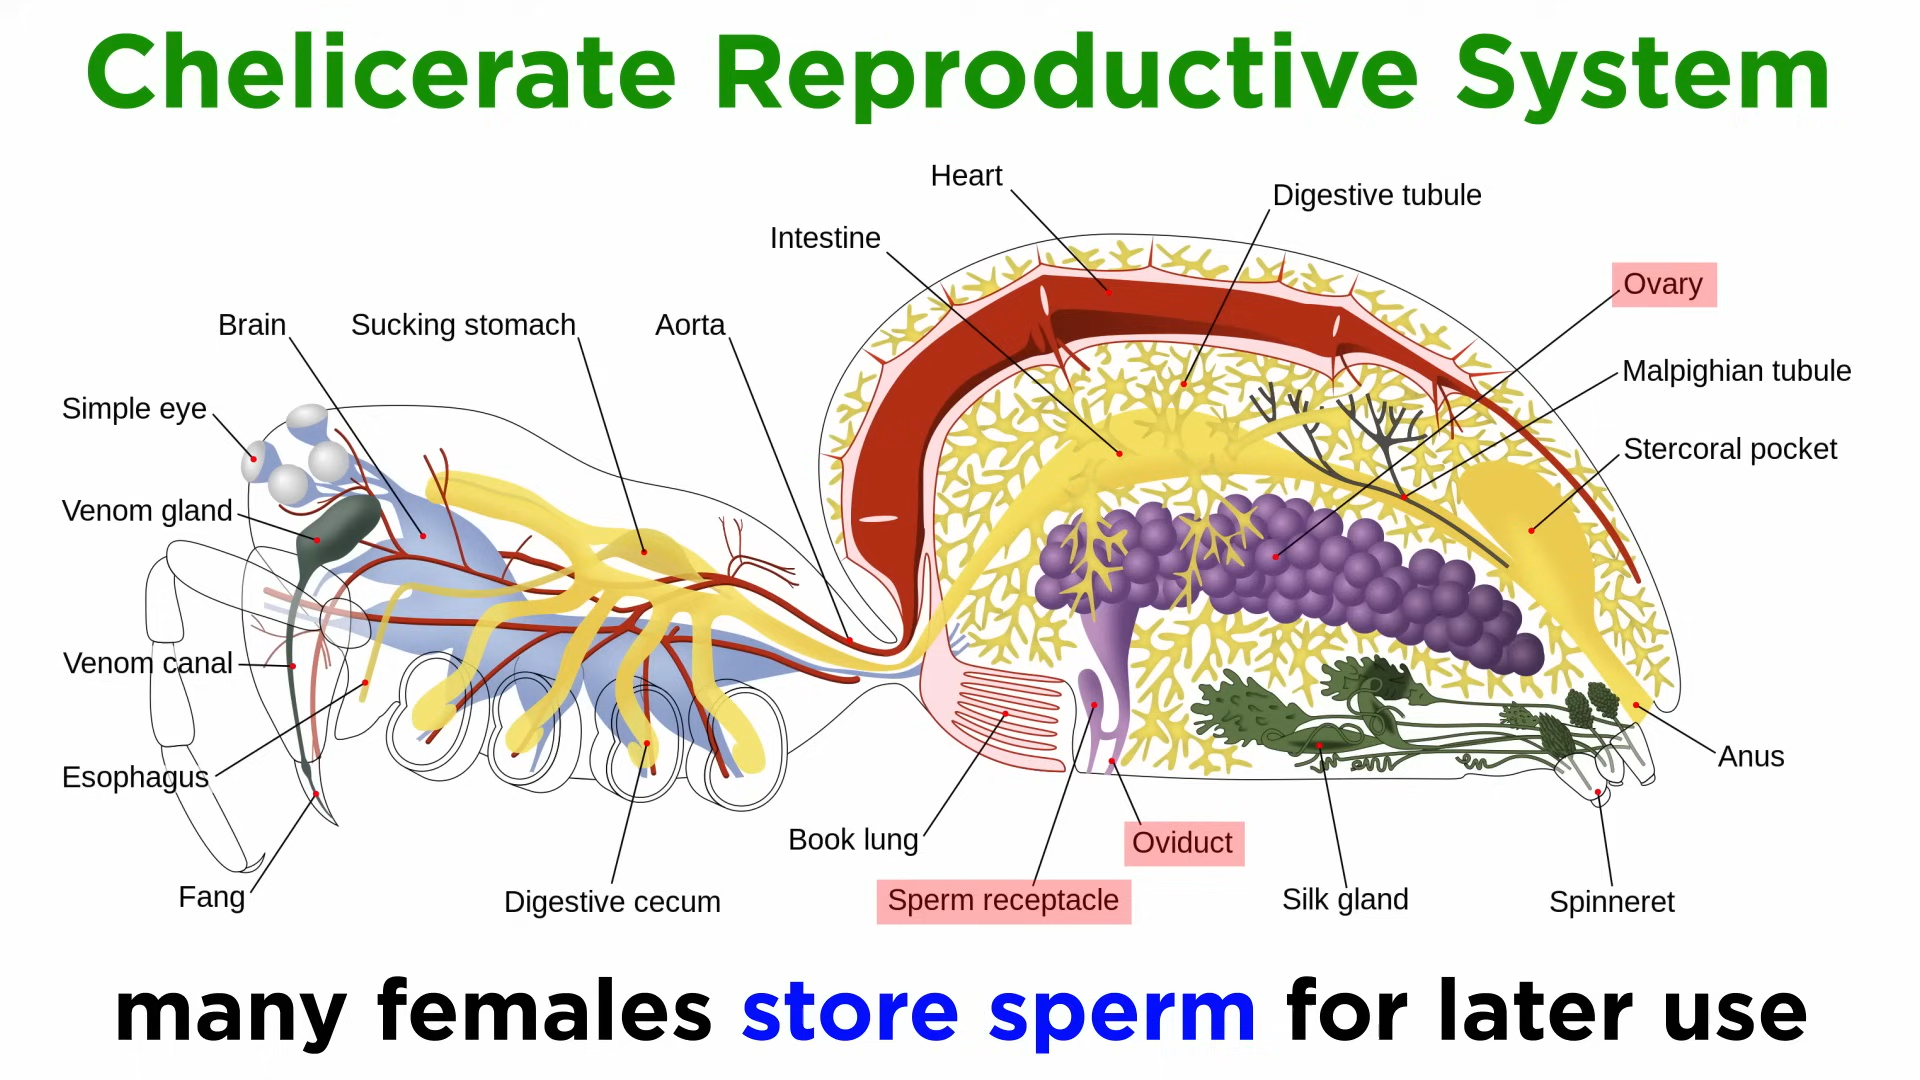 Chelicerate Reproductive System
Heart
Digestive tubule
Intestine
Ovary
Brain
Sucking stomach
Aorta
Malpighian tubule
Simple eye
Stercoral pocket
Venom gland
Venom canal
Anus
Esophagus
Book lung
Oviduct
Fang
Digestive cecum
Sperm receptacle
Silk gland
Spinneret
many females store sperm for later use